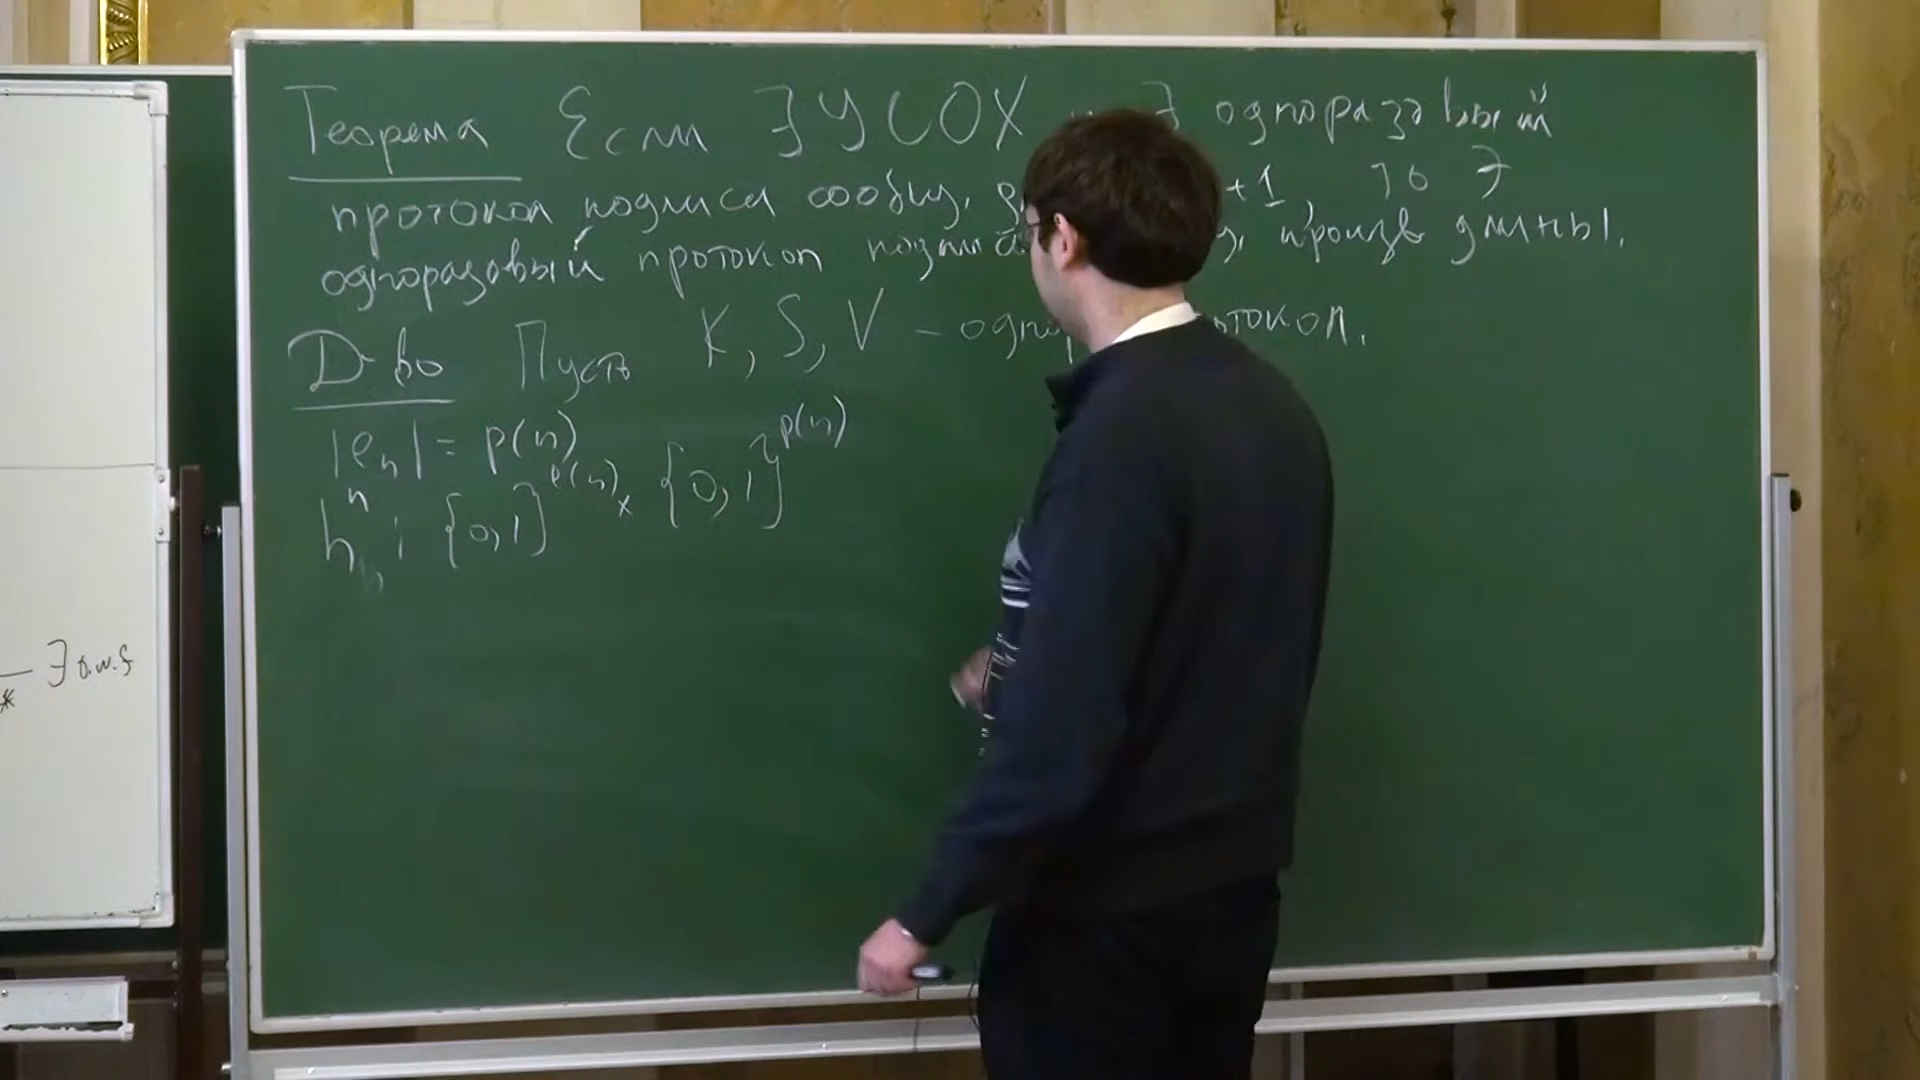 Теорема Если ∃ УСОХ и ∃ одноразовый
протокол подписи сообщ. +1, то ∃
одноразовый протокол произв длины.
Д-во Пусть K, S, V – протокол.
|e_n| = p(n)
h_n^n : {0,1}^{p(n)} × {0,1}^{p(n)}
∃ o.w.f
*